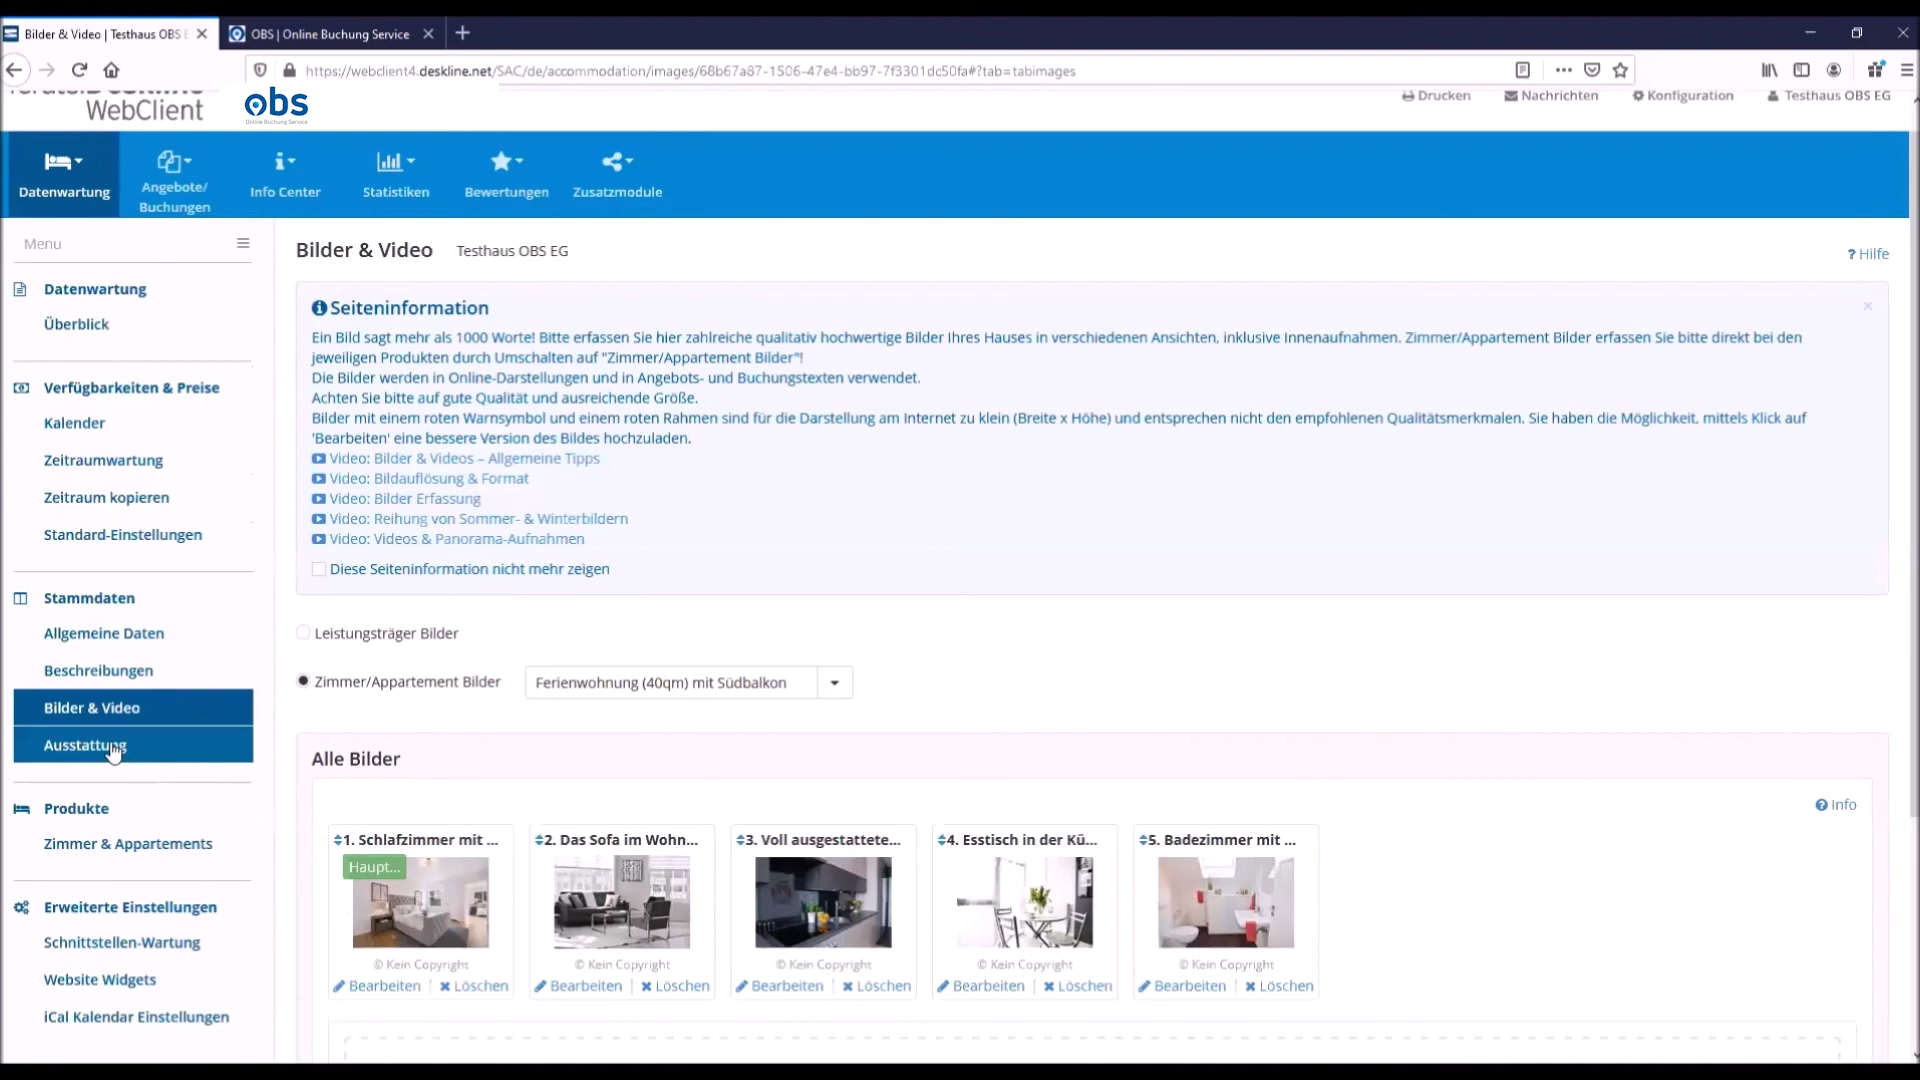 Bilder & Video | Testhaus OBS E
OBS | Online Buchung Service
https://webclient4.deskline.net/SAC/de/accommodation/images/68b67a87-1506-47e4-bb97-7f3301dc50fa#?tab=tabimages
WebClient
obs
Online Buchung Service
Drucken
Nachrichten
Konfiguration
Testhaus OBS EG
Datenwartung
Angebote/
Buchungen
Info Center
Statistiken
Bewertungen
Zusatzmodule
Menu
Datenwartung
Überblick
Verfügbarkeiten & Preise
Kalender
Zeitraumwartung
Zeitraum kopieren
Standard-Einstellungen
Stammdaten
Allgemeine Daten
Beschreibungen
Bilder & Video
Ausstattung
Produkte
Zimmer & Appartements
Erweiterte Einstellungen
Schnittstellen-Wartung
Website Widgets
iCal Kalendar Einstellungen
Bilder & Video Testhaus OBS EG
? Hilfe
Seiteninformation
Ein Bild sagt mehr als 1000 Worte! Bitte erfassen Sie hier zahlreiche qualitativ hochwertige Bilder Ihres Hauses in verschiedenen Ansichten, inklusive Innenaufnahmen. Zimmer/Appartement Bilder erfassen Sie bitte direkt bei den
jeweiligen Produkten durch Umschalten auf "Zimmer/Appartement Bilder"!
Die Bilder werden in Online-Darstellungen und in Angebots- und Buchungstexten verwendet.
Achten Sie bitte auf gute Qualität und ausreichende Größe.
Bilder mit einem roten Warnsymbol und einem roten Rahmen sind für die Darstellung am Internet zu klein (Breite x Höhe) und entsprechen nicht den empfohlenen Qualitätsmerkmalen. Sie haben die Möglichkeit, mittels Klick auf
'Bearbeiten' eine bessere Version des Bildes hochzuladen.
Video: Bilder & Videos – Allgemeine Tipps
Video: Bildauflösung & Format
Video: Bilder Erfassung
Video: Reihung von Sommer- & Winterbildern
Video: Videos & Panorama-Aufnahmen
Diese Seiteninformation nicht mehr zeigen
Leistungsträger Bilder
Zimmer/Appartement Bilder
Ferienwohnung (40qm) mit Südbalkon
Alle Bilder
Info
1. Schlafzimmer mit ...
Haupt...
© Kein Copyright
Bearbeiten | Löschen
2. Das Sofa im Wohn...
© Kein Copyright
Bearbeiten | Löschen
3. Voll ausgestattete...
© Kein Copyright
Bearbeiten | Löschen
4. Esstisch in der Kü...
© Kein Copyright
Bearbeiten | Löschen
5. Badezimmer mit ...
© Kein Copyright
Bearbeiten | Löschen